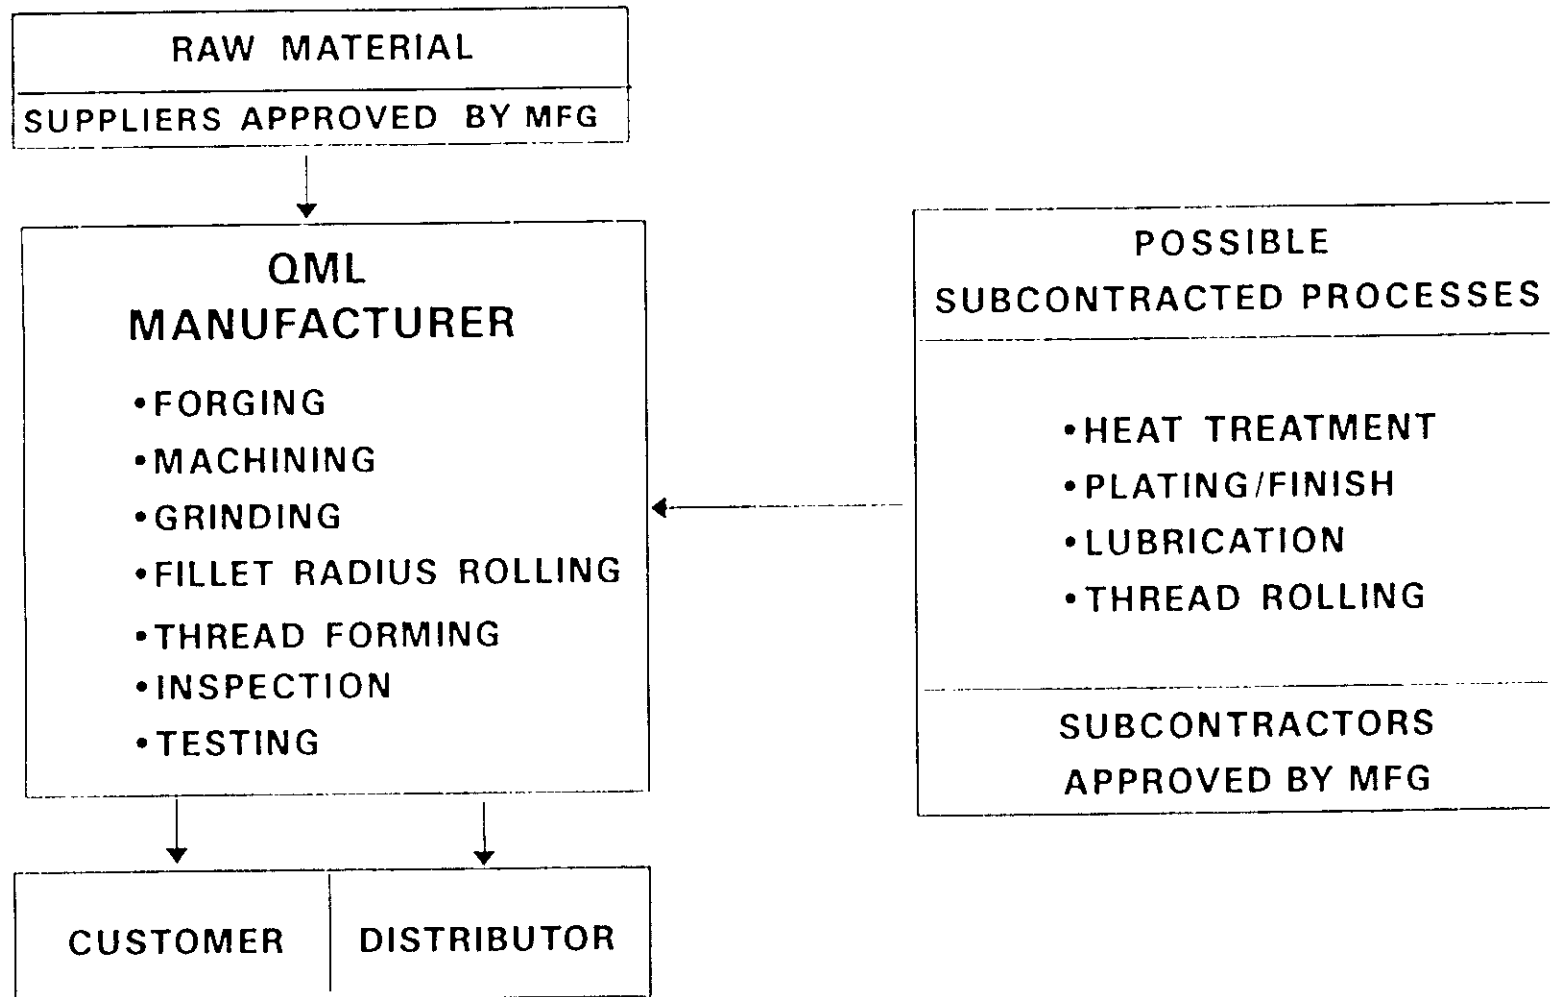 RAW MATERIAL
SUPPLIERS APPROVED BY MFG
QML
MANUFACTURER
•FORGING
•MACHINING
•GRINDING
•FILLET RADIUS ROLLING
•THREAD FORMING
•INSPECTION
•TESTING
POSSIBLE
SUBCONTRACTED PROCESSES
•HEAT TREATMENT
•PLATING/FINISH
•LUBRICATION
•THREAD ROLLING
SUBCONTRACTORS
APPROVED BY MFG
CUSTOMER
DISTRIBUTOR